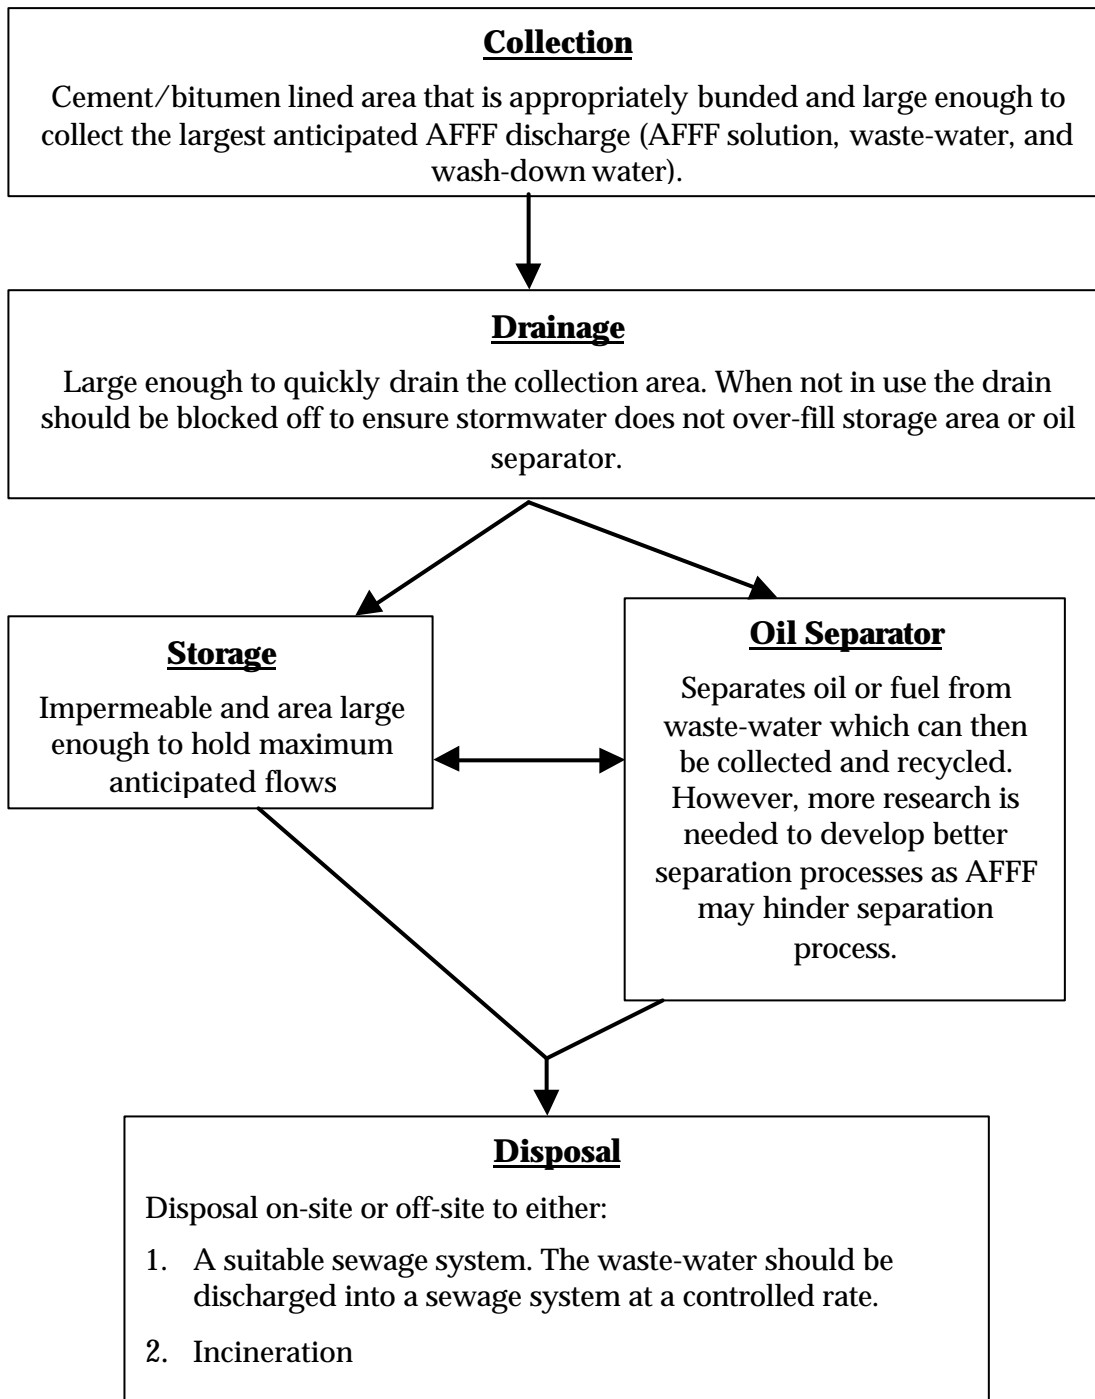 Collection
Cement/bitumen lined area that is appropriately bunded and large enough to
collect the largest anticipated AFFF discharge (AFFF solution, waste-water, and
wash-down water).
Drainage
Large enough to quickly drain the collection area. When not in use the drain
should be blocked off to ensure stormwater does not over-fill storage area or oil
separator.
Storage
Impermeable and area large
enough to hold maximum
anticipated flows
Oil Separator
Separates oil or fuel from
waste-water which can then
be collected and recycled.
However, more research is
needed to develop better
separation processes as AFFF
may hinder separation
process.
Disposal
Disposal on-site or off-site to either:
1. A suitable sewage system. The waste-water should be
discharged into a sewage system at a controlled rate.
2. Incineration